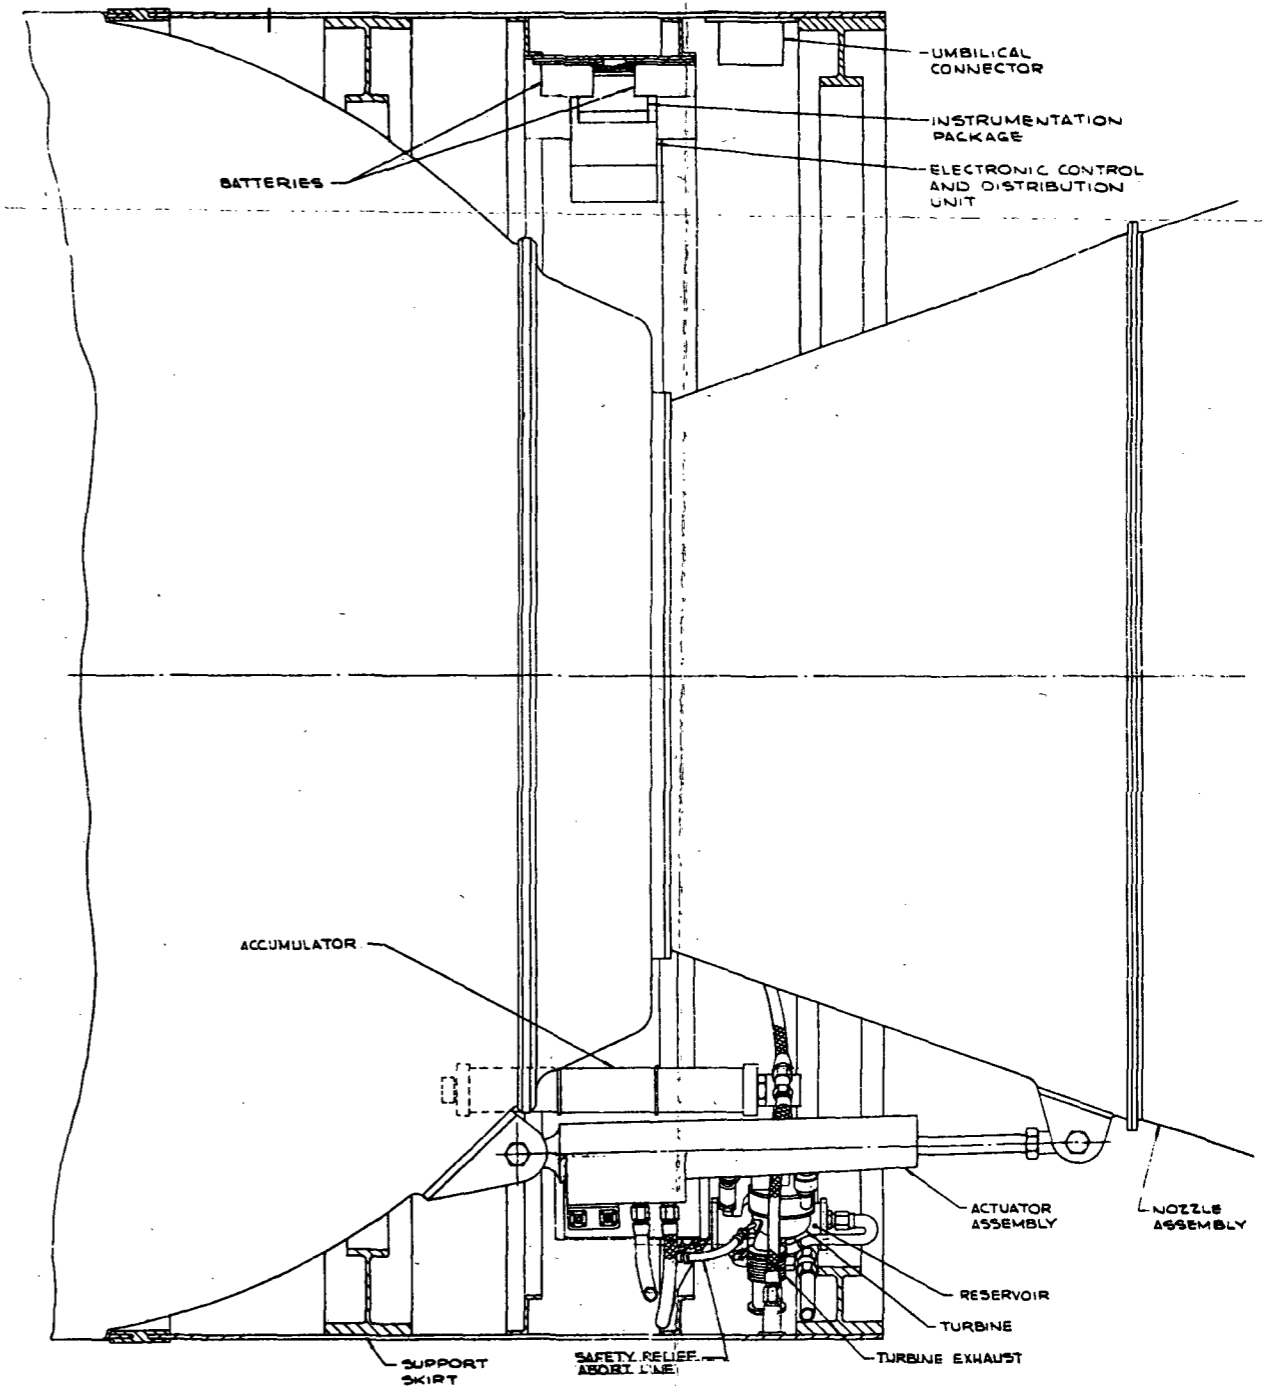 UMBILICAL
CONNECTOR
INSTRUMENTATION
PACKAGE
BATTERIES
ELECTRONIC CONTROL
AND DISTRIBUTION
UNIT
ACCUMULATOR
ACTUATOR
ASSEMBLY
NOZZLE
ASSEMBLY
RESERVOIR
TURBINE
TURBINE EXHAUST
SAFETY RELIEF
ABORT LINE
SUPPORT
SKIRT